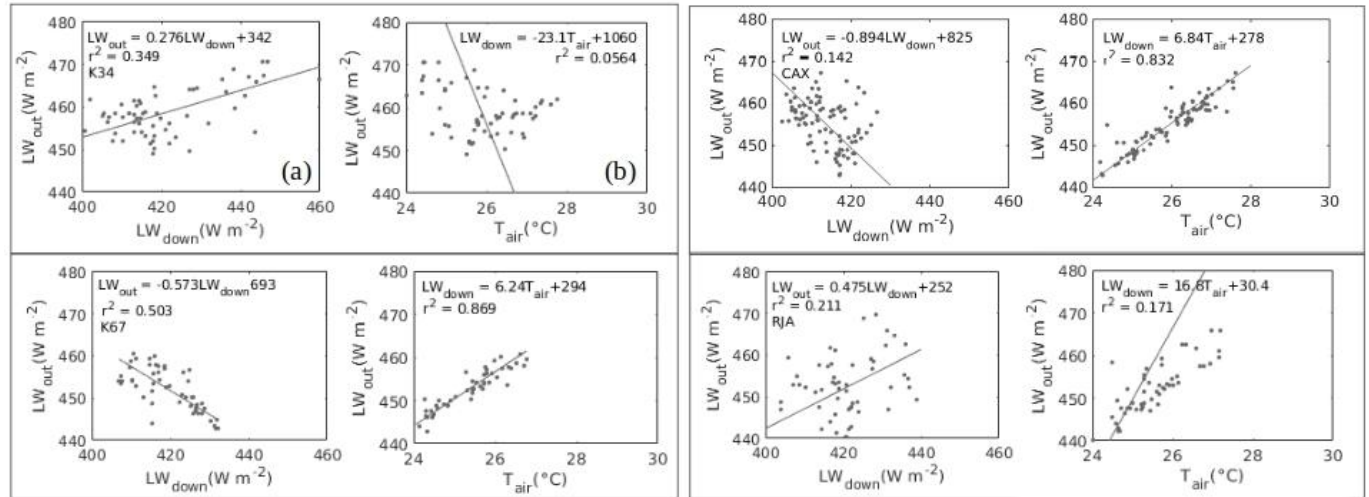 480
470
460
450
440
LW_out(W m^-2)
LW_out = 0.276LW_down+342
r^2 = 0.349
K34
(a)
400 420 440 460
LW_down(W m^-2)
480
470
460
450
440
LW_out(W m^-2)
LW_down = -23.1T_air+1060
r^2 = 0.0564
(b)
24 26 28 30
T_air(°C)
480
470
460
450
440
LW_out(W m^-2)
LW_out = -0.894LW_down+825
r^2 = 0.142
CAX
400 420 440 460
LW_down(W m^-2)
480
470
460
450
440
LW_out(W m^-2)
LW_down = 6.84T_air+278
r^2 = 0.832
24 26 28 30
T_air(°C)
480
470
460
450
440
LW_out(W m^-2)
LW_out = -0.573LW_down693
r^2 = 0.503
K67
400 420 440 460
LW_down(W m^-2)
480
470
460
450
440
LW_out(W m^-2)
LW_down = 6.24T_air+294
r^2 = 0.869
24 26 28 30
T_air(°C)
480
470
460
450
440
LW_out(W m^-2)
LW_out = 0.475LW_down+252
r^2 = 0.211
RJA
400 420 440 460
LW_down(W m^-2)
480
470
460
450
440
LW_out(W m^-2)
LW_down = 16.8T_air+30.4
r^2 = 0.171
24 26 28 30
T_air(°C)